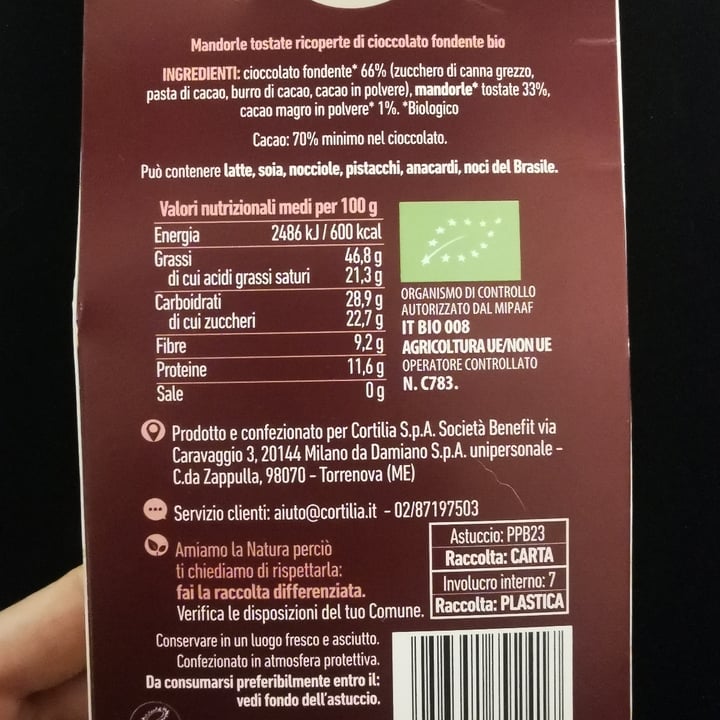 Mandorle tostate ricoperte di cioccolato fondente bio
INGREDIENTI: cioccolato fondente* 66% (zucchero di canna grezzo,
pasta di cacao, burro di cacao, cacao in polvere), mandorle* tostate 33%,
cacao magro in polvere* 1%. *Biologico
Cacao: 70% minimo nel cioccolato.
Può contenere latte, soia, nocciole, pistacchi, anacardi, noci del Brasile.
Valori nutrizionali medi per 100 g
Energia 2486 kJ / 600 kcal
Grassi 46,8 g
di cui acidi grassi saturi 21,3 g
Carboidrati 28,9 g
di cui zuccheri 22,7 g
Fibre 9,2 g
Proteine 11,6 g
Sale 0 g
ORGANISMO DI CONTROLLO
AUTORIZZATO DAL MIPAAF
IT BIO 008
AGRICOLTURA UE/NON UE
OPERATORE CONTROLLATO
N. C783.
Prodotto e confezionato per Cortilia S.p.A. Società Benefit via
Caravaggio 3, 20144 Milano da Damiano S.p.A. unipersonale -
C.da Zappulla, 98070 - Torrenova (ME)
Servizio clienti: aiuto@cortilia.it - 02/87197503
Amiamo la Natura perciò
ti chiediamo di rispettarla:
fai la raccolta differenziata.
Verifica le disposizioni del tuo Comune.
Astuccio: PPB23
Raccolta: CARTA
Involucro interno: 7
Raccolta: PLASTICA
Conservare in un luogo fresco e asciutto.
Confezionato in atmosfera protettiva.
Da consumarsi preferibilmente entro il:
vedi fondo dell'astuccio.